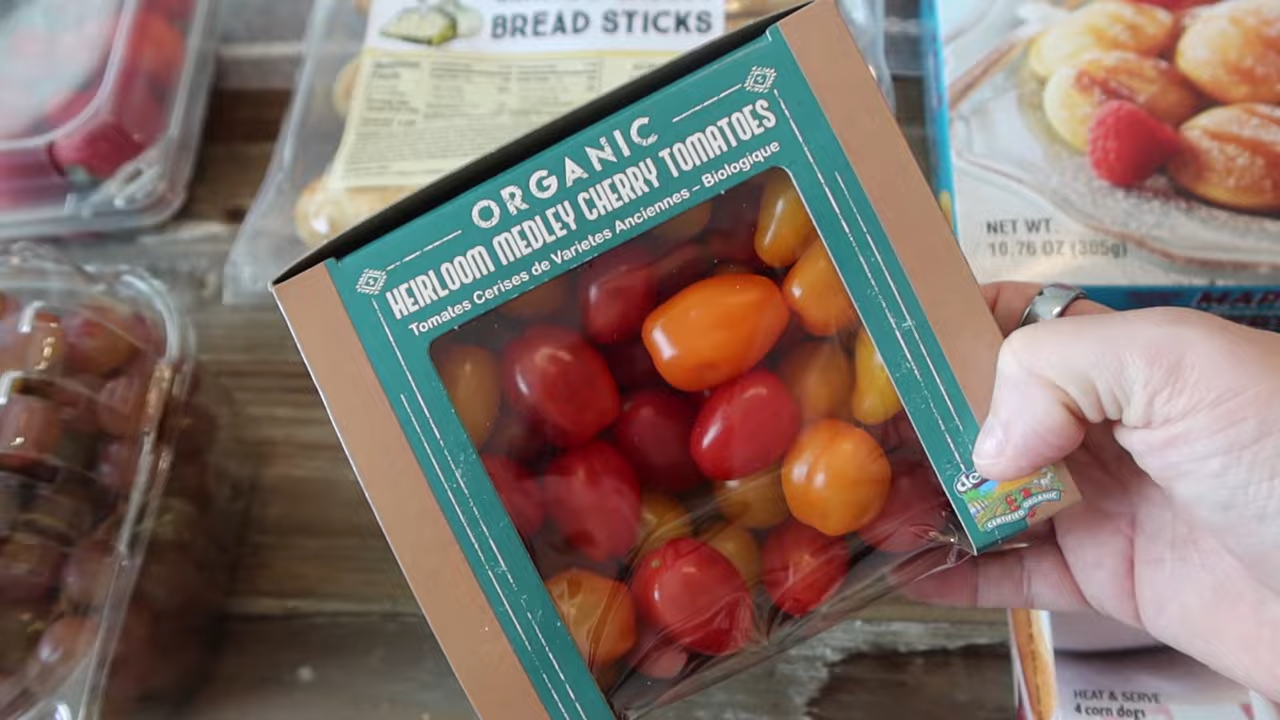 BREAD STICKS
ORGANIC
HEIRLOOM MEDLEY CHERRY TOMATOES
Tomates Cerises de Varietes Anciennes – Biologique
NET WT.
10.76 OZ (305g)
CERTIFIED ORGANIC
HEAT & SERVE
4 corn dogs